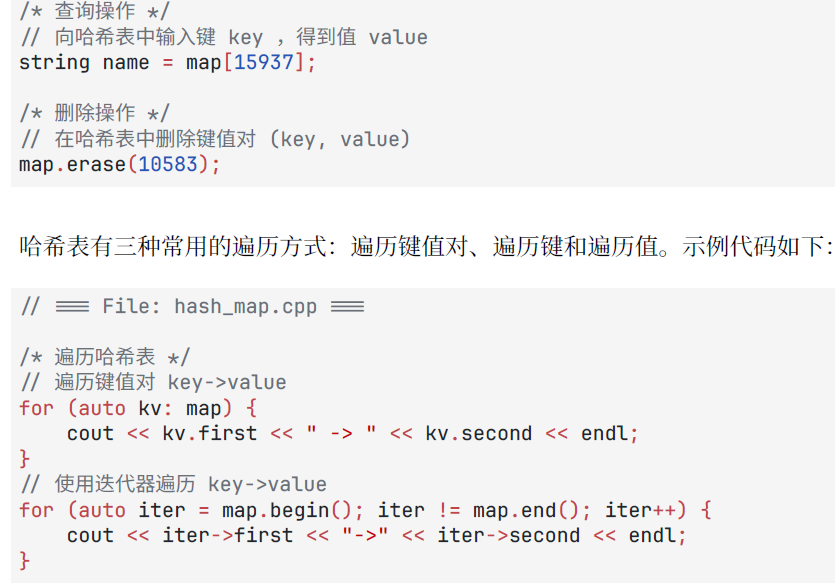 /* 查询操作 */
// 向哈希表中输入键 key ，得到值 value
string name = map[15937];
/* 删除操作 */
// 在哈希表中删除键值对 (key, value)
map.erase(10583);
哈希表有三种常用的遍历方式：遍历键值对、遍历键和遍历值。示例代码如下：
// === File: hash_map.cpp ===
/* 遍历哈希表 */
// 遍历键值对 key->value
for (auto kv: map) {
    cout << kv.first << " -> " << kv.second << endl;
}
// 使用迭代器遍历 key->value
for (auto iter = map.begin(); iter != map.end(); iter++) {
    cout << iter->first << "->" << iter->second << endl;
}